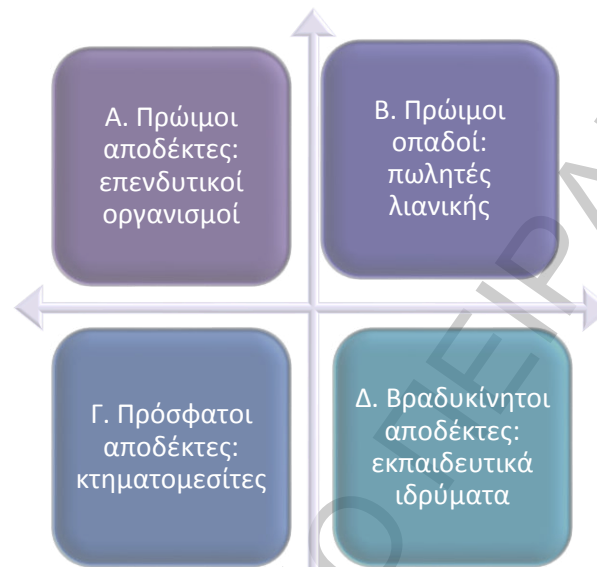 Α. Πρώιμοι
αποδέκτες:
επενδυτικοί
οργανισμοί
Β. Πρώιμοι
οπαδοί:
πωλητές
λιανικής
Γ. Πρόσφατοι
αποδέκτες:
κτηματομεσίτες
Δ. Βραδυκίνητοι
αποδέκτες:
εκπαιδευτικά
ιδρύματα